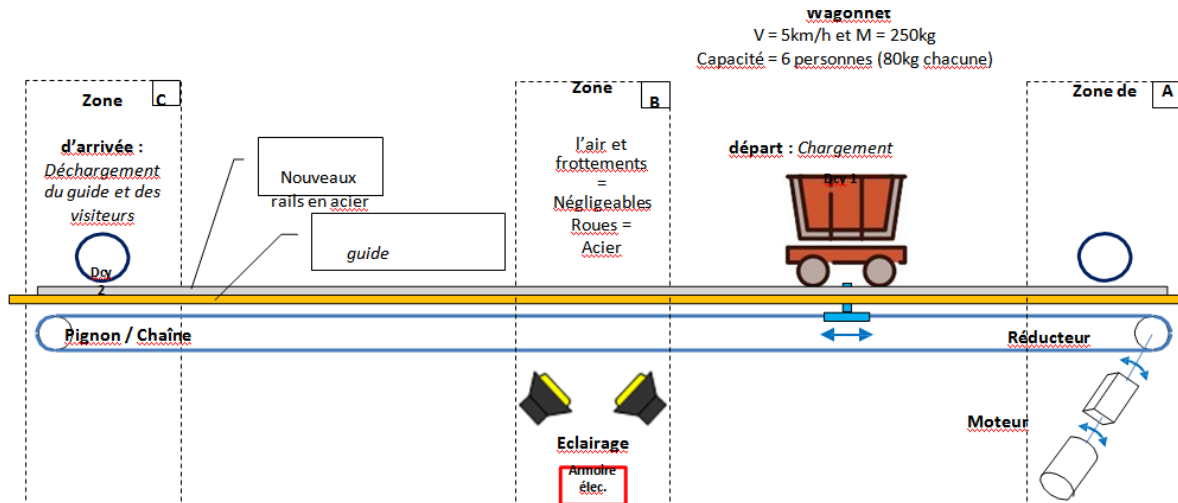 Wagonnet
V = 5km/h et M = 250kg
Capacité = 6 personnes (80kg chacune)
Zone
C
d'arrivée :
Déchargement
du guide et des
visiteurs
Dcy
2
Nouveaux
rails en acier
guide
Zone
B
l'air et
frottements
=
Négligeables
Roues =
Acier
départ : Chargement
Dcy 1
Zone de
A
Pignon / Chaîne
Réducteur
Moteur
Eclairage
Armoire
élec.